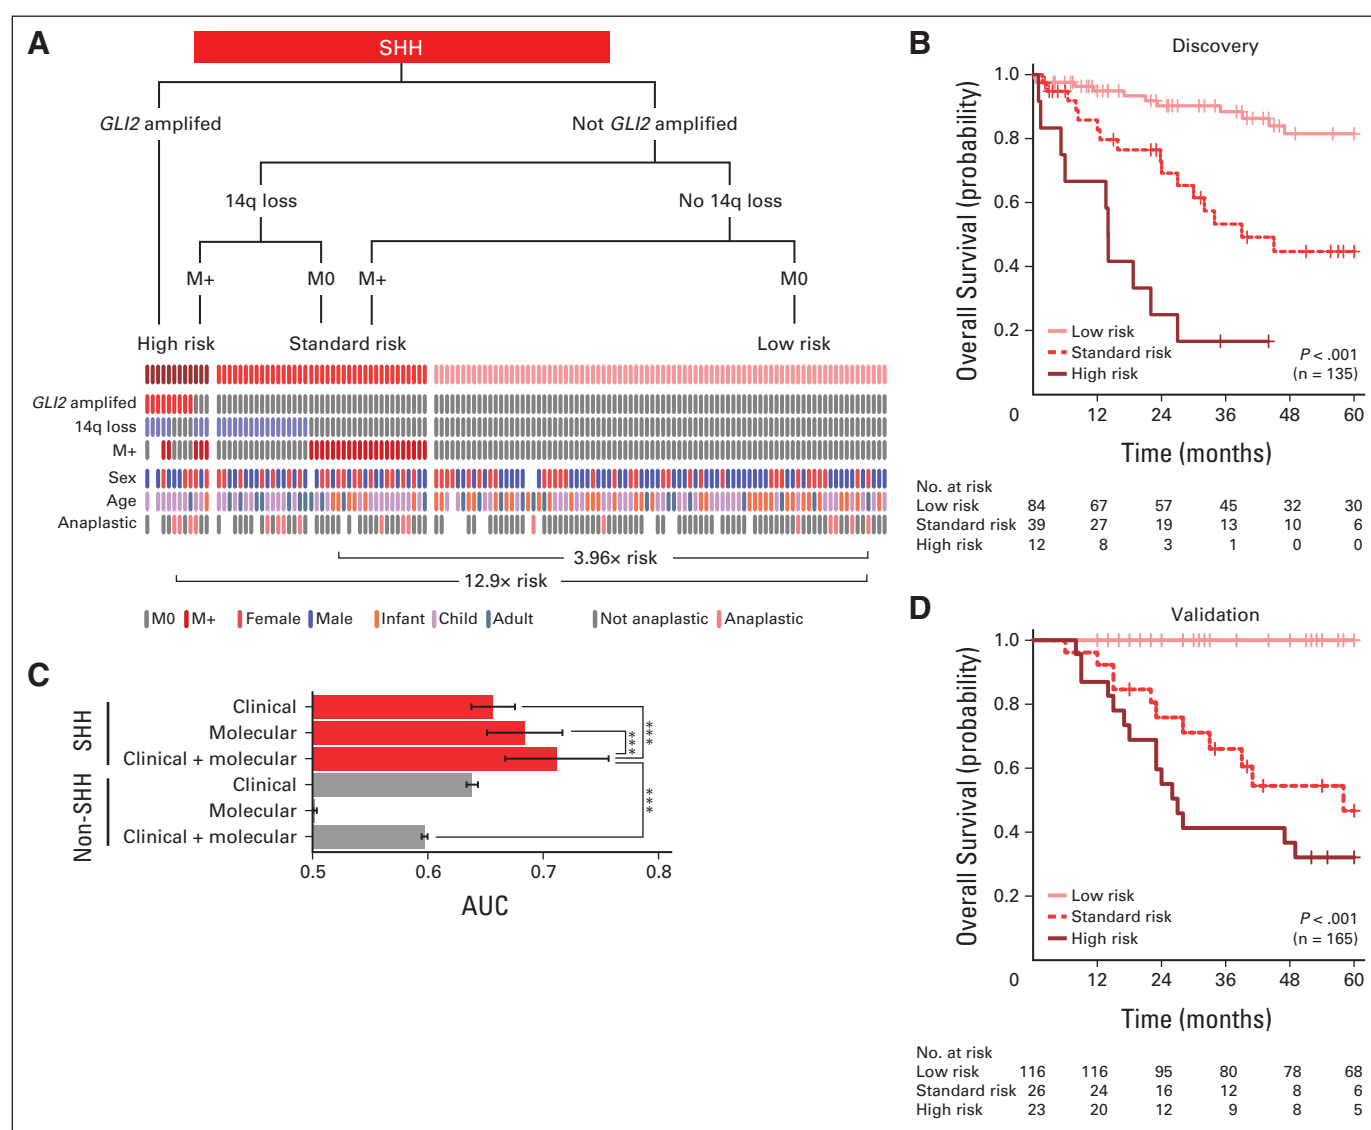 A
SHH
GLI2 amplifed
Not GLI2 amplified
14q loss
No 14q loss
M+
M0
M+
M0
High risk
Standard risk
Low risk
GLI2 amplifed
14q loss
M+
Sex
Age
Anaplastic
3.96× risk
12.9× risk
M0
M+
Female
Male
Infant
Child
Adult
Not anaplastic
Anaplastic
B
Discovery
Overall Survival (probability)
1.0
0.8
0.6
0.4
0.2
Low risk
Standard risk
High risk
P < .001
(n = 135)
0 12 24 36 48 60
Time (months)
No. at risk
Low risk 84 67 57 45 32 30
Standard risk 39 27 19 13 10 6
High risk 12 8 3 1 0 0
C
SHH
Clinical
Molecular
Clinical + molecular
Non-SHH
Clinical
Molecular
Clinical + molecular
***
***
***
0.5 0.6 0.7 0.8
AUC
D
Validation
Overall Survival (probability)
1.0
0.8
0.6
0.4
0.2
Low risk
Standard risk
High risk
P < .001
(n = 165)
0 12 24 36 48 60
Time (months)
No. at risk
Low risk 116 116 95 80 78 68
Standard risk 26 24 16 12 8 6
High risk 23 20 12 9 8 5